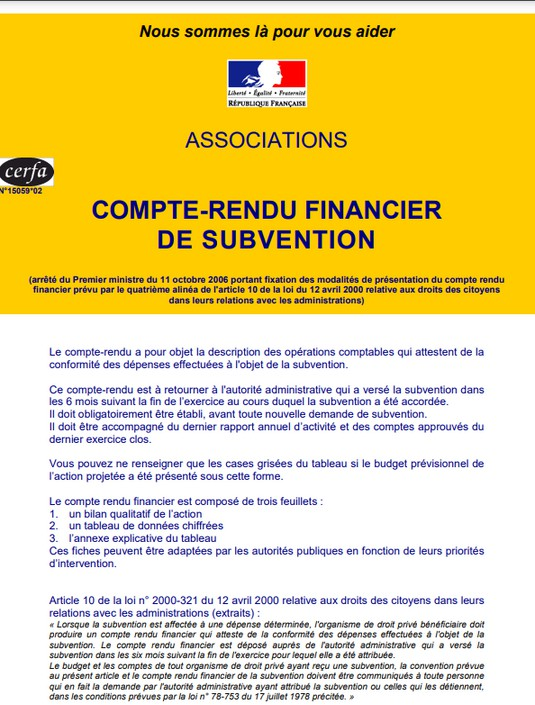 Nous sommes là pour vous aider
Liberté • Égalité • Fraternité
RÉPUBLIQUE FRANÇAISE
ASSOCIATIONS
cerfa
N°15059*02
COMPTE-RENDU FINANCIER
DE SUBVENTION
(arrêté du Premier ministre du 11 octobre 2006 portant fixation des modalités de présentation du compte rendu
financier prévu par le quatrième alinéa de l'article 10 de la loi du 12 avril 2000 relative aux droits des citoyens
dans leurs relations avec les administrations)
Le compte-rendu a pour objet la description des opérations comptables qui attestent de la
conformité des dépenses effectuées à l'objet de la subvention.
Ce compte-rendu est à retourner à l'autorité administrative qui a versé la subvention dans
les 6 mois suivant la fin de l'exercice au cours duquel la subvention a été accordée.
Il doit obligatoirement être établi, avant toute nouvelle demande de subvention.
Il doit être accompagné du dernier rapport annuel d'activité et des comptes approuvés du
dernier exercice clos.
Vous pouvez ne renseigner que les cases grisées du tableau si le budget prévisionnel de
l'action projetée a été présenté sous cette forme.
Le compte rendu financier est composé de trois feuillets :
1. un bilan qualitatif de l'action
2. un tableau de données chiffrées
3. l'annexe explicative du tableau
Ces fiches peuvent être adaptées par les autorités publiques en fonction de leurs priorités
d'intervention.
Article 10 de la loi n° 2000-321 du 12 avril 2000 relative aux droits des citoyens dans leurs
relations avec les administrations (extraits) :
« Lorsque la subvention est affectée à une dépense déterminée, l'organisme de droit privé bénéficiaire doit
produire un compte rendu financier qui atteste de la conformité des dépenses effectuées à l'objet de la
subvention. Le compte rendu financier est déposé auprès de l'autorité administrative qui a versé la
subvention dans les six mois suivant la fin de l'exercice pour lequel elle a été attribuée.
Le budget et les comptes de tout organisme de droit privé ayant reçu une subvention, la convention prévue
au présent article et le compte rendu financier de la subvention doivent être communiqués à toute personne
qui en fait la demande par l'autorité administrative ayant attribué la subvention ou celles qui les détiennent,
dans les conditions prévues par la loi n° 78-753 du 17 juillet 1978 précitée. »